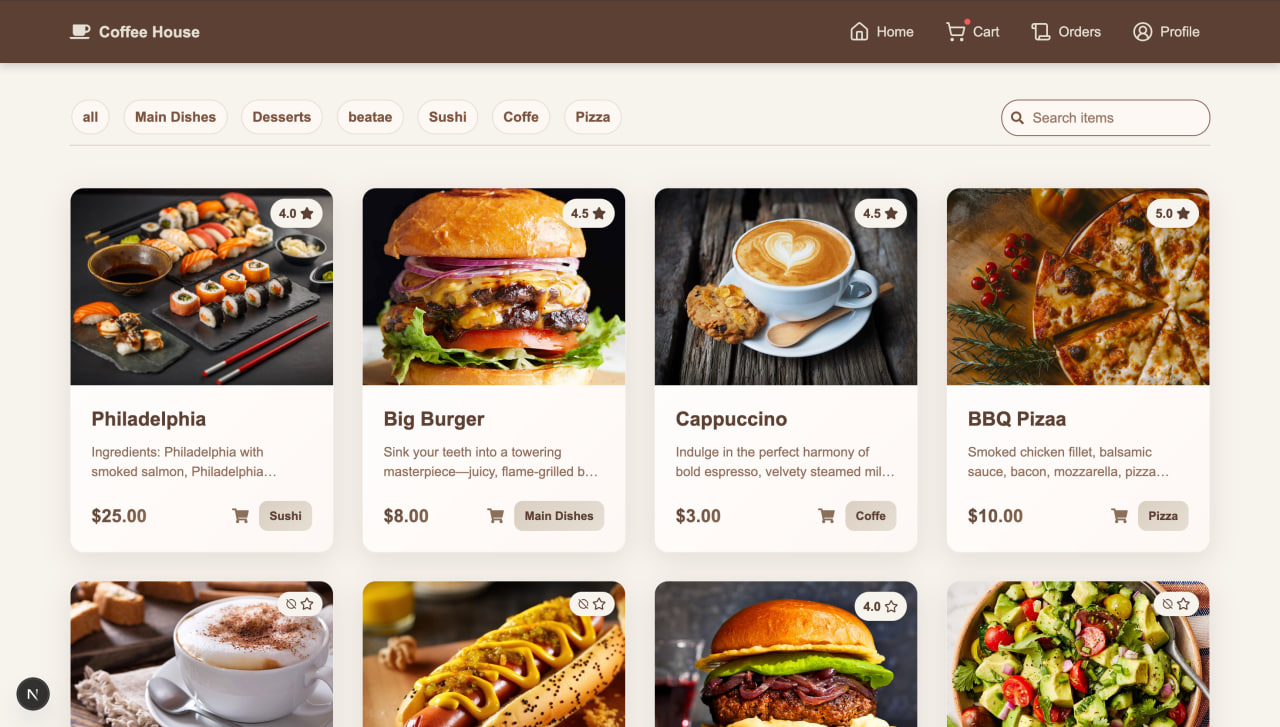 Coffee House
Home
Cart
Orders
Profile
all
Main Dishes
Desserts
beatae
Sushi
Coffe
Pizza
Search items
4.0
4.5
4.5
5.0
Philadelphia
Ingredients: Philadelphia with
smoked salmon, Philadelphia…
$25.00
Sushi
Big Burger
Sink your teeth into a towering
masterpiece—juicy, flame-grilled b…
$8.00
Main Dishes
Cappuccino
Indulge in the perfect harmony of
bold espresso, velvety steamed mil…
$3.00
Coffe
BBQ Pizaa
Smoked chicken fillet, balsamic
sauce, bacon, mozzarella, pizza…
$10.00
Pizza
4.0
N